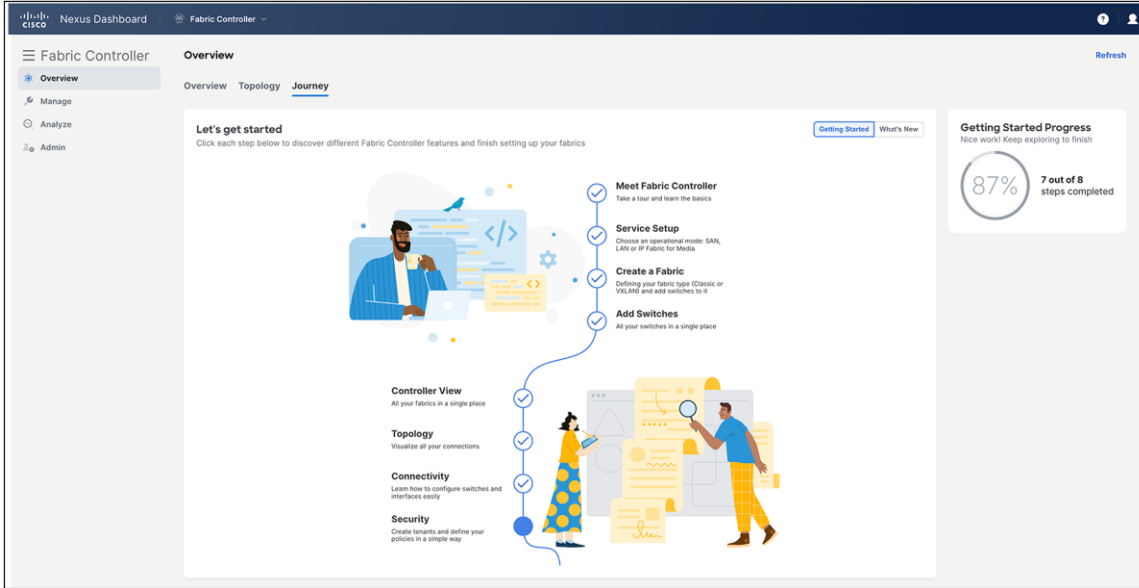 CISCO Nexus Dashboard Fabric Controller
?
Fabric Controller
Overview
Manage
Analyze
Admin
Overview
Refresh
Overview Topology Journey
Let's get started
Click each step below to discover different Fabric Controller features and finish setting up your fabrics
Getting Started What's New
Meet Fabric Controller
Take a tour and learn the basics
Service Setup
Choose an operational mode: SAN,
LAN or IP Fabric for Media
Create a Fabric
Defining your fabric type (Classic or
VXLAN) and add switches to it
Add Switches
All your switches in a single place
Controller View
All your fabrics in a single place
Topology
Visualize all your connections
Connectivity
Learn how to configure switches and
interfaces easily
Security
Create tenants and define your
policies in a simple way
Getting Started Progress
Nice work! Keep exploring to finish
87%
7 out of 8
steps completed